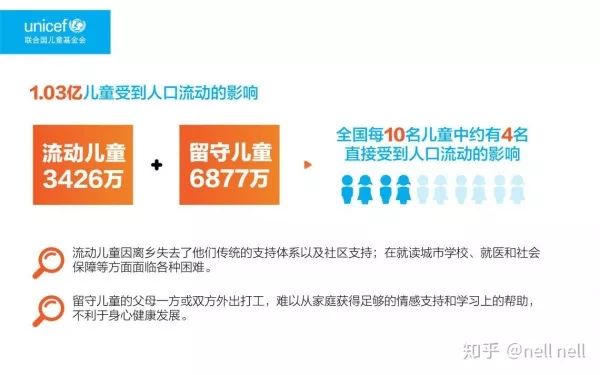 unicef
联合国儿童基金会
1.03亿儿童受到人口流动的影响
流动儿童
3426万
+
留守儿童
6877万
全国每10名儿童中约有4名
直接受到人口流动的影响
流动儿童因离乡失去了他们传统的支持体系以及社区支持；在就读城市学校、就医和社会
保障等方面面临各种困难。
留守儿童的父母一方或双方外出打工，难以从家庭获得足够的情感支持和学习上的帮助，
不利于身心健康发展。
知乎 @nell nell